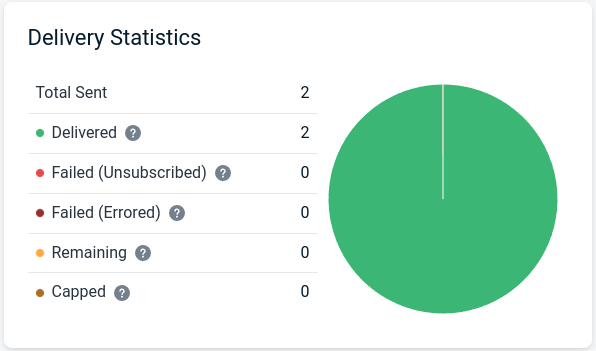 Delivery Statistics
Total Sent 2
Delivered ? 2
Failed (Unsubscribed) ? 0
Failed (Errored) ? 0
Remaining ? 0
Capped ? 0